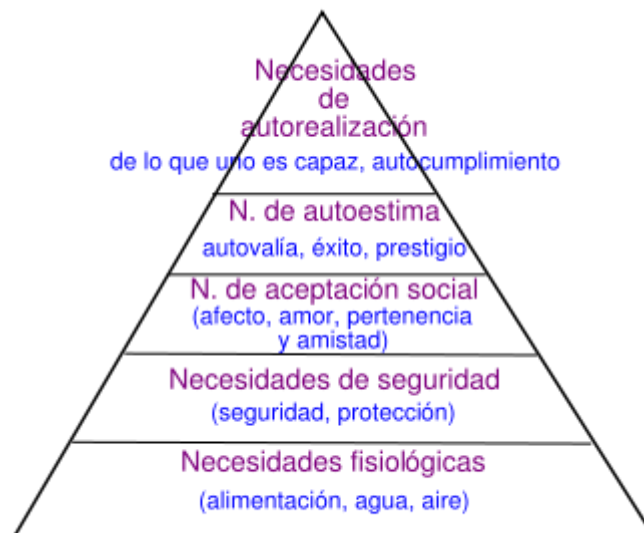 Necesidades
de
autorealización
de lo que uno es capaz, autocumplimiento
N. de autoestima
autovalía, éxito, prestigio
N. de aceptación social
(afecto, amor, pertenencia
y amistad)
Necesidades de seguridad
(seguridad, protección)
Necesidades fisiológicas
(alimentación, agua, aire)